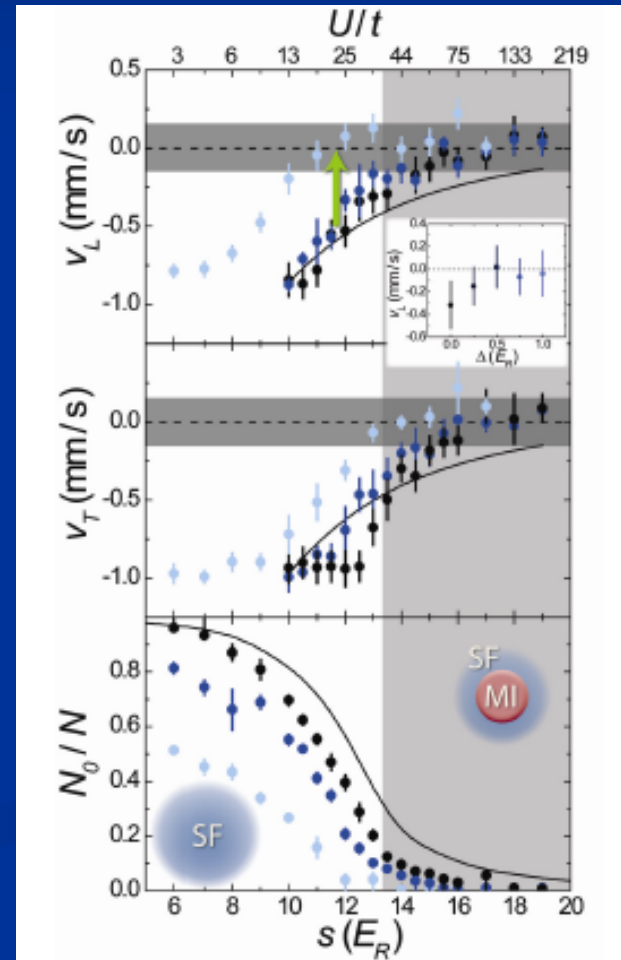 U/t
3 6 13 25 44 75 133 219
0.5
0.0
-0.5
-1.0
v_L (mm/s)
0.4
0.2
0.0
-0.2
-0.4
-0.6
v_L (mm/s)
0.0 0.5 1.0
Δ(E_R)
0.0
-0.5
-1.0
v_T (mm/s)
0.8
0.6
0.4
0.2
0.0
N_0/N
SF
MI
SF
6 8 10 12 14 16 18 20
s(E_R)